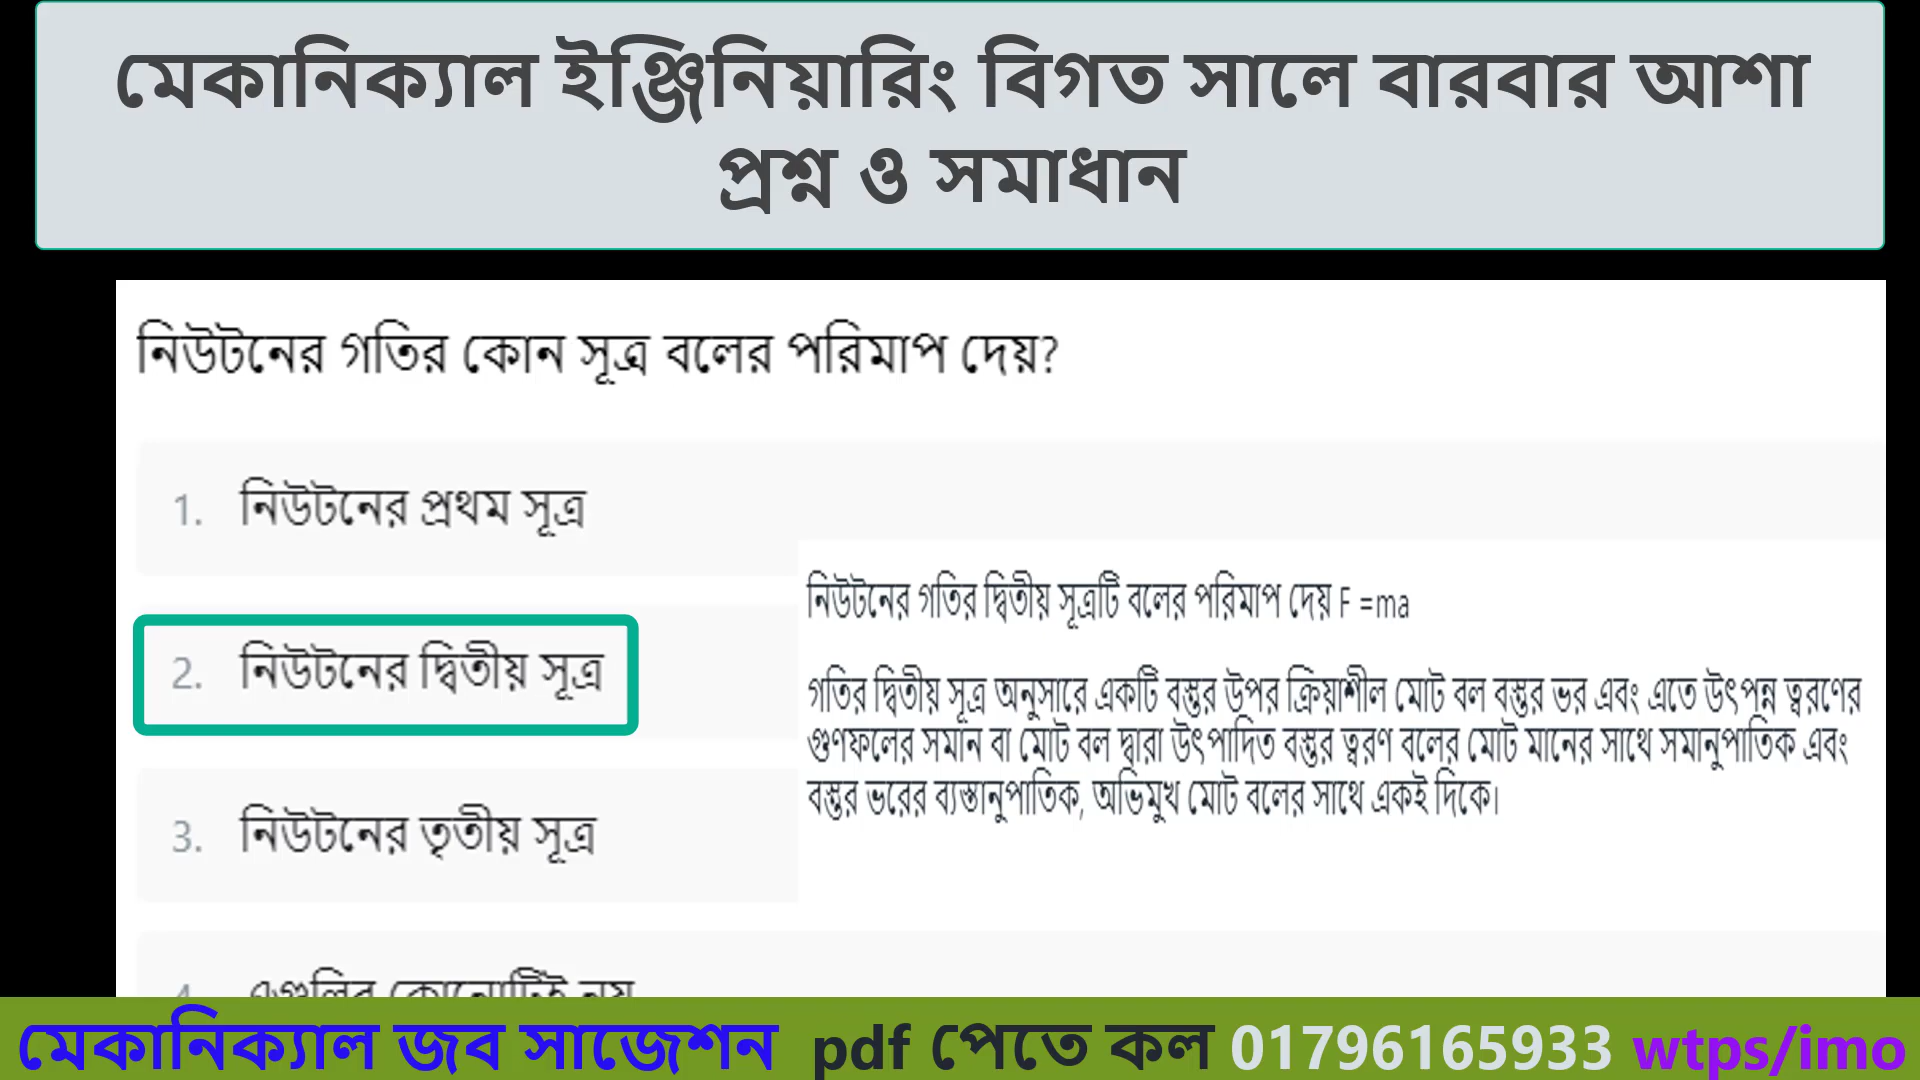 মেকানিক্যাল ইঞ্জিনিয়ারিং বিগত সালে বারবার আশা
প্রশ্ন ও সমাধান
নিউটনের গতির কোন সূত্র বলের পরিমাপ দেয়?
1. নিউটনের প্রথম সূত্র
2. নিউটনের দ্বিতীয় সূত্র
3. নিউটনের তৃতীয় সূত্র
4. এগুলির কোনোটিই নয়
নিউটনের গতির দ্বিতীয় সূত্রটি বলের পরিমাপ দেয় F =ma
গতির দ্বিতীয় সূত্র অনুসারে একটি বস্তুর উপর ক্রিয়াশীল মোট বল বস্তুর ভর এবং এতে উৎপন্ন ত্বরণের
গুণফলের সমান বা মোট বল দ্বারা উৎপাদিত বস্তুর ত্বরণ বলের মোট মানের সাথে সমানুপাতিক এবং
বস্তুর ভরের ব্যস্তানুপাতিক, অভিমুখ মোট বলের সাথে একই দিকে।
মেকানিক্যাল জব সাজেশন pdf পেতে কল 01796165933 wtps/imo